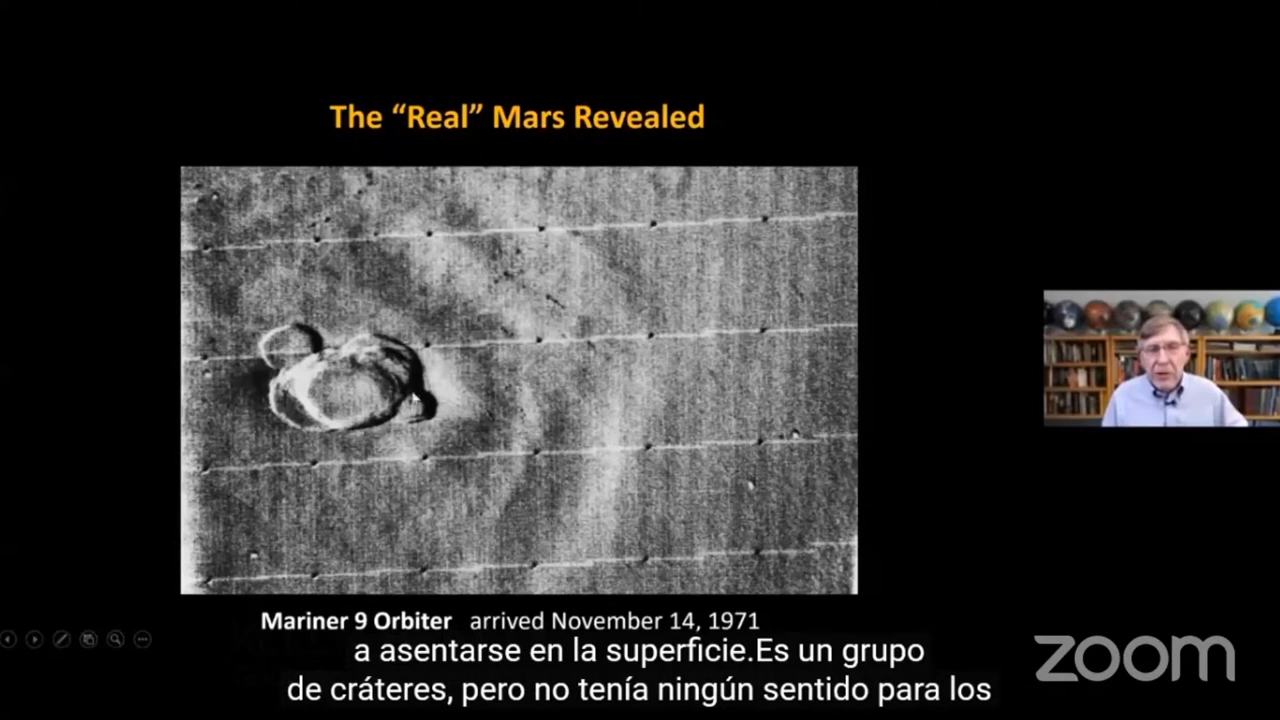 The “Real” Mars Revealed
Mariner 9 Orbiter arrived November 14, 1971
a asentarse en la superficie.Es un grupo
de cráteres, pero no tenía ningún sentido para los
zoom